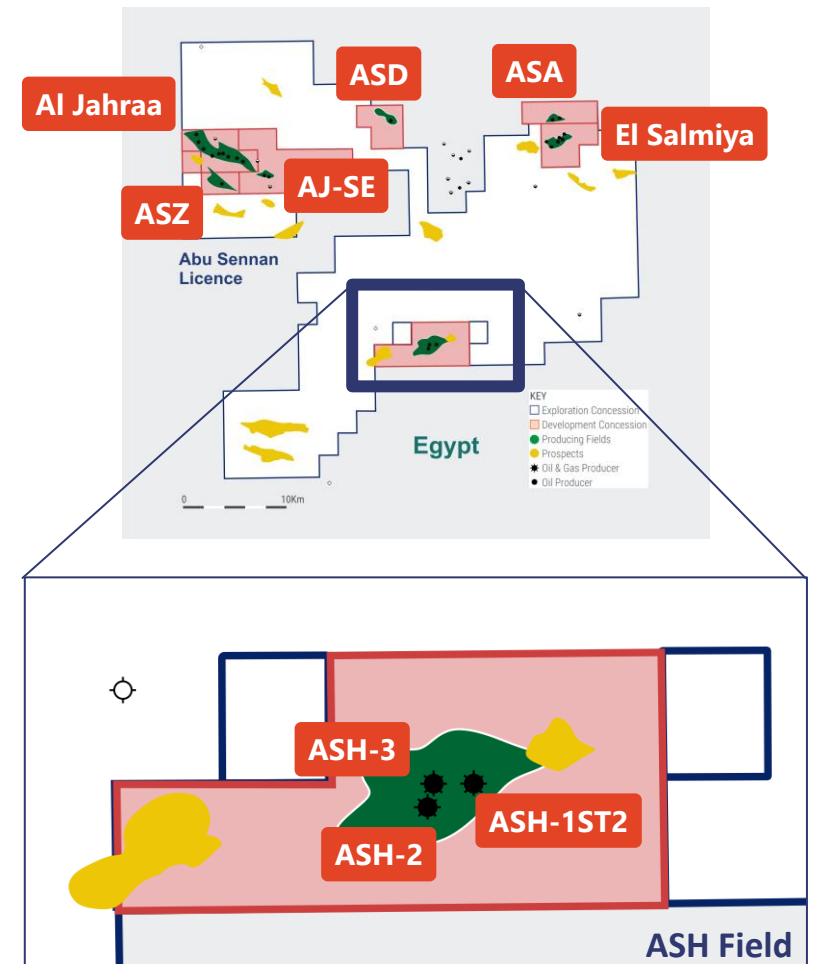 ASD
ASA
Al Jahraa
El Salmiya
AJ-SE
ASZ
Abu Sennan
Licence
KEY
Exploration Concession
Development Concession
Producing Fields
Prospects
Oil & Gas Producer
Oil Producer
Egypt
0 10Km
ASH-3
ASH-1ST2
ASH-2
ASH Field